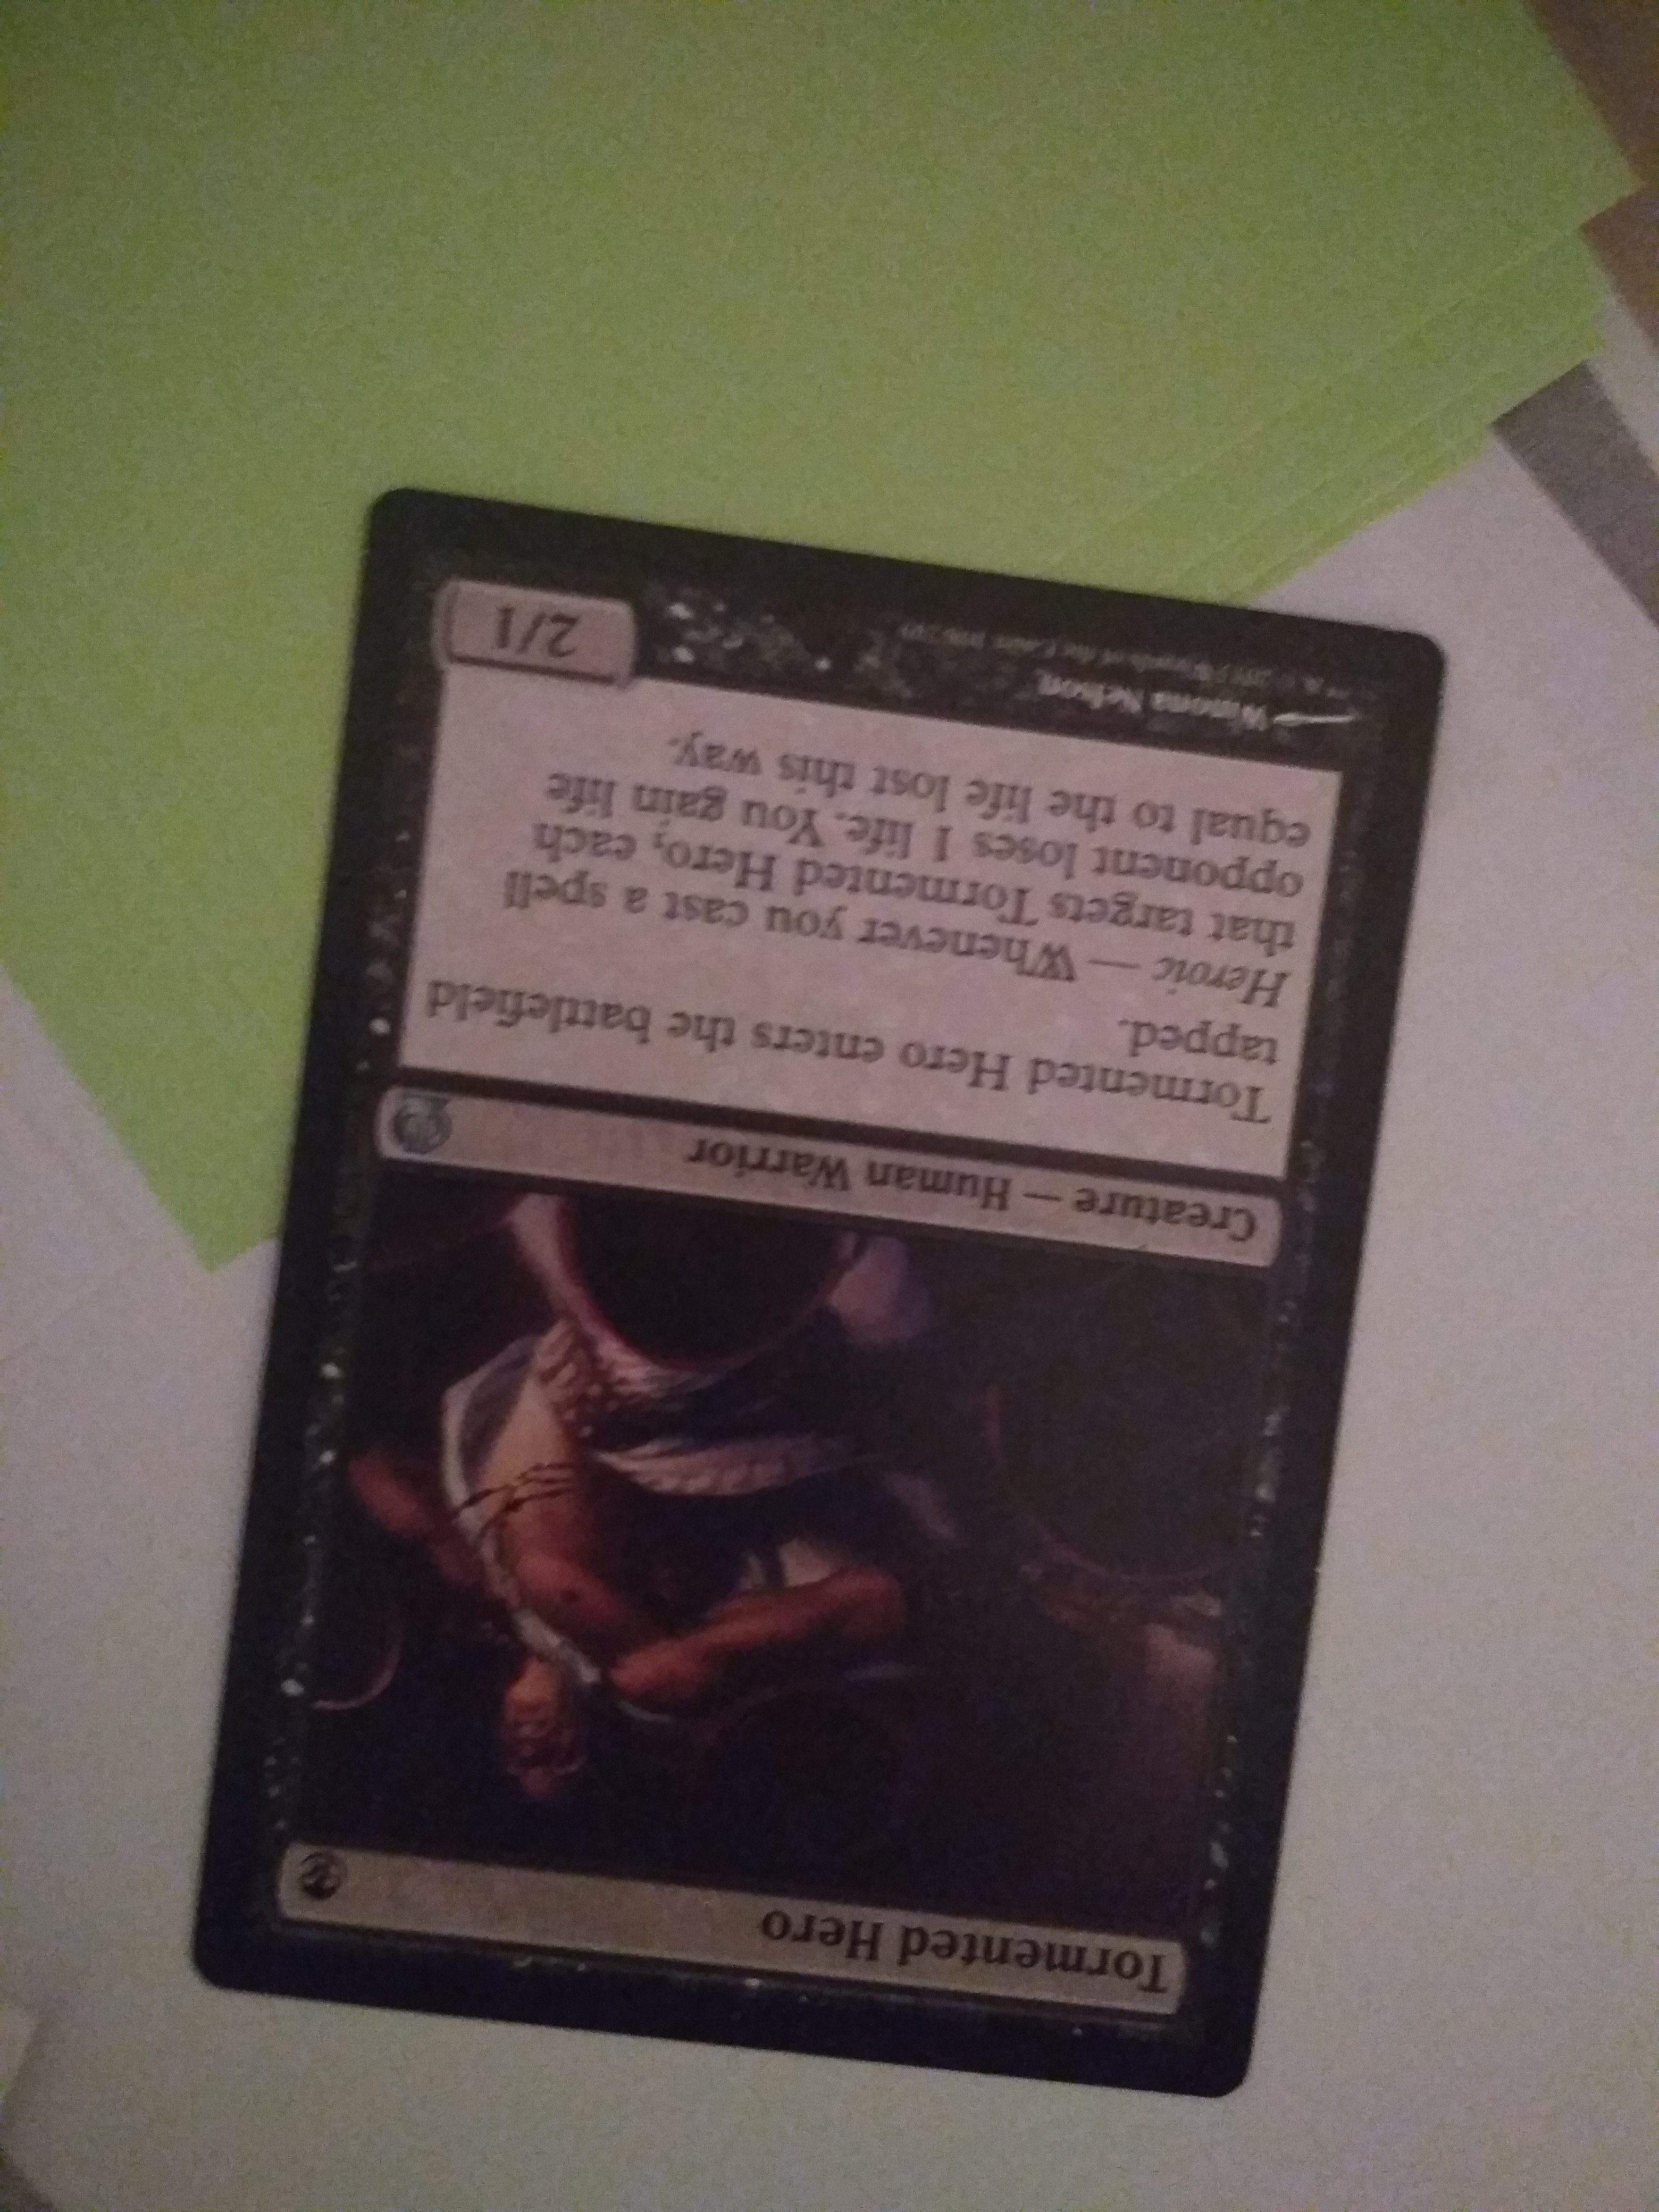 Tormented Hero
Creature — Human Warrior
Tormented Hero enters the battlefield
tapped.
Heroic — Whenever you cast a spell
that targets Tormented Hero, each
opponent loses 1 life. You gain life
equal to the life lost this way.
Winona Nelson
2/1